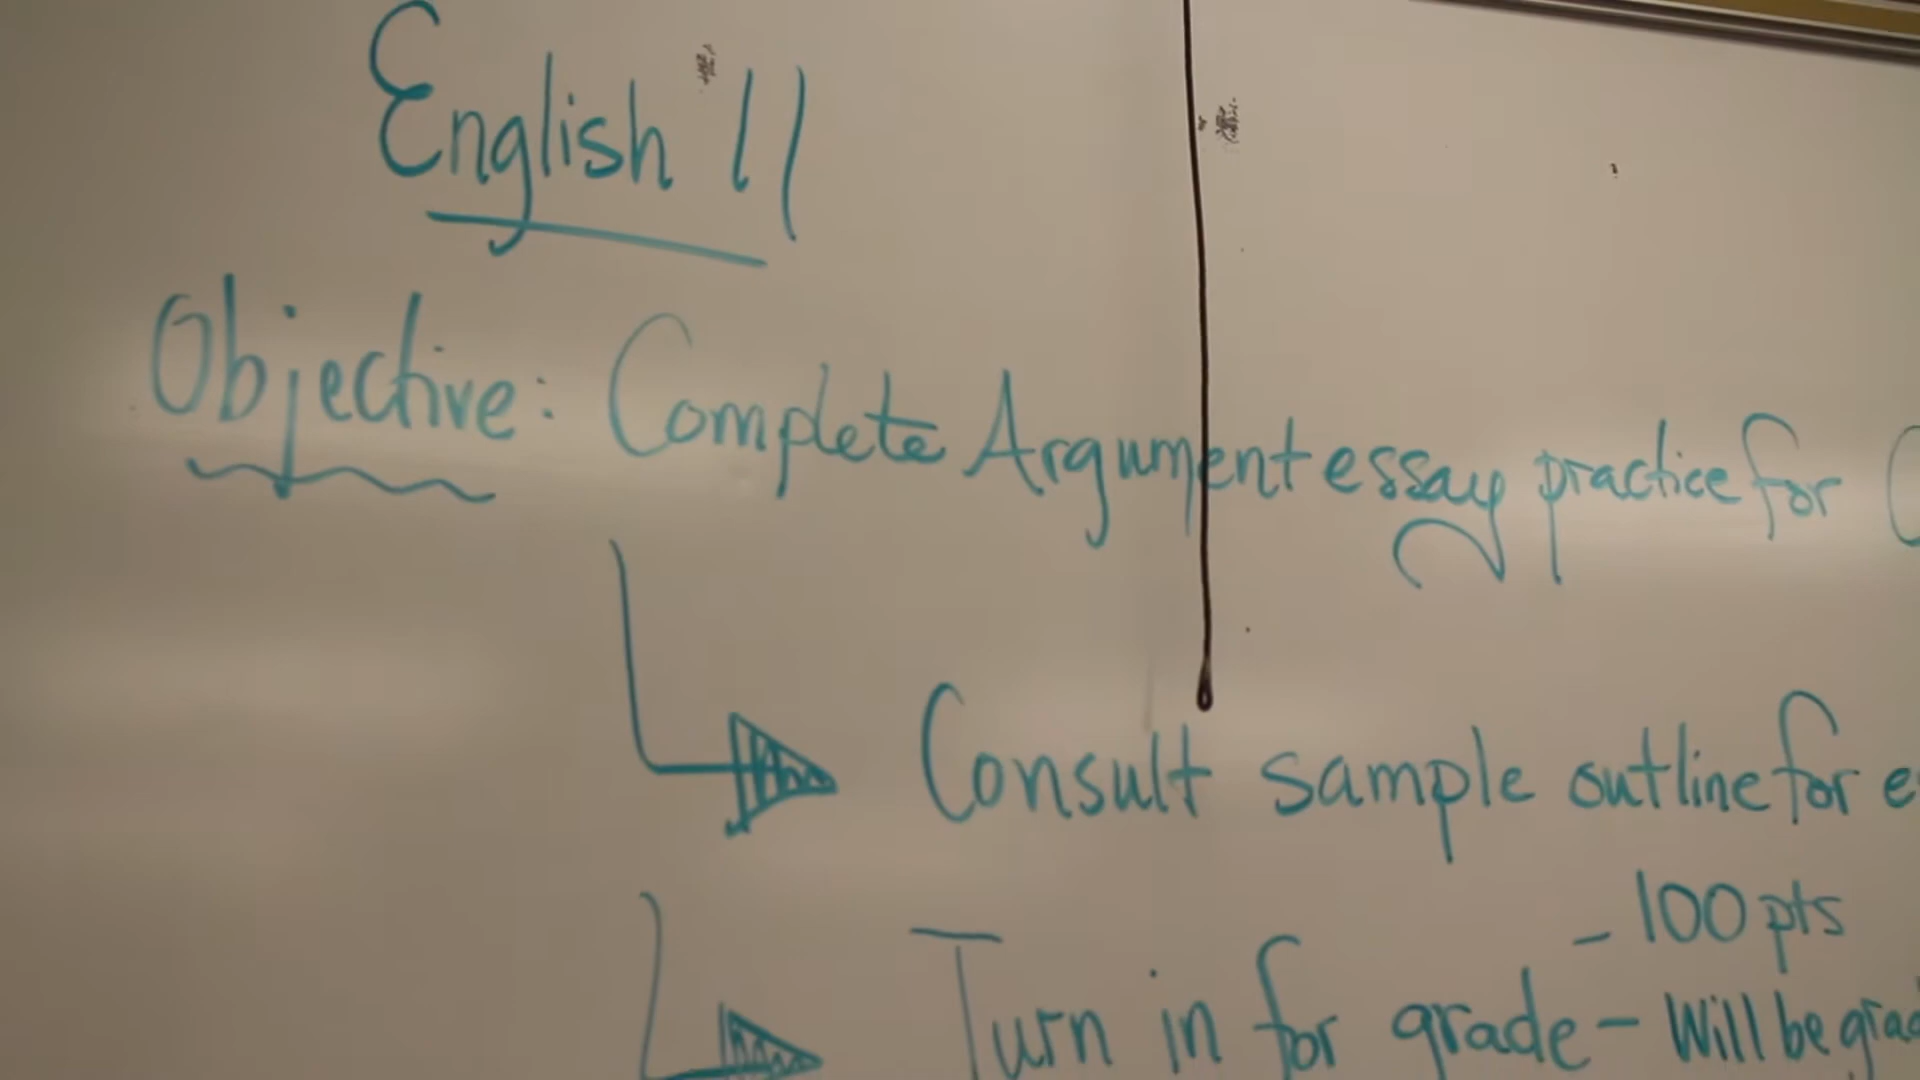 English 11
Objective: Complete Argument essay practice for
Consult sample outline for
- 100 pts
Turn in for grade - Will be